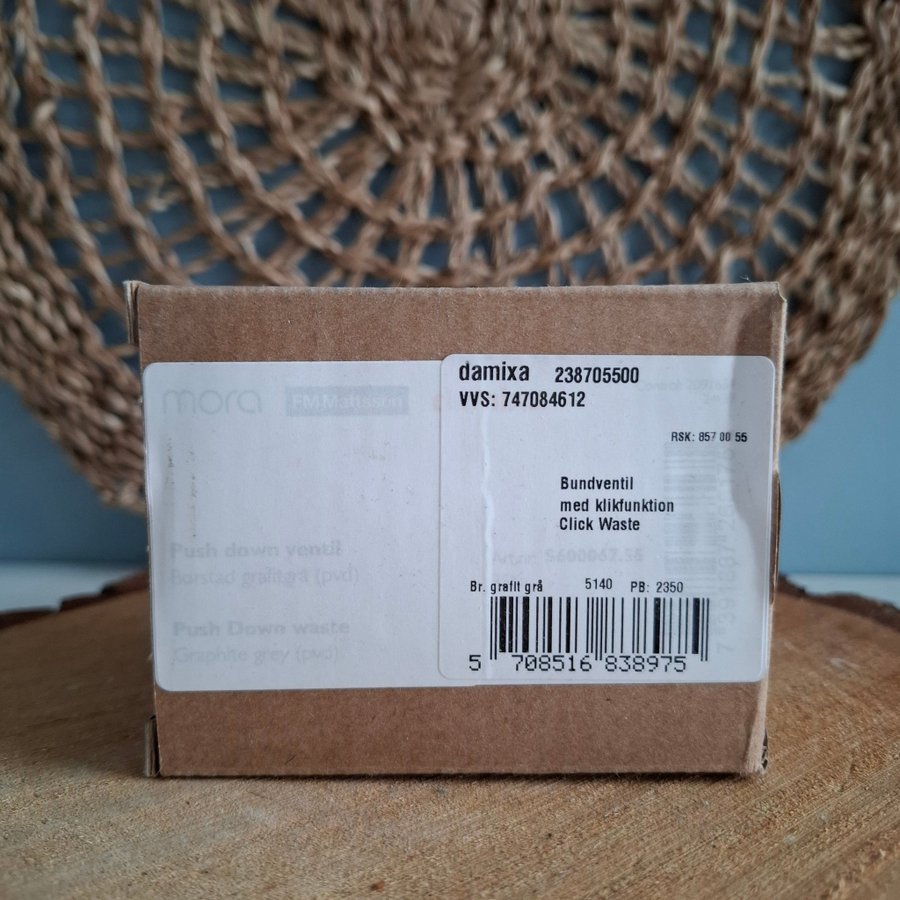 damixa 238705500
VVS: 747084612
RSK: 857 00 55
Bundventil
med klikfunktion
Click Waste
Br. grafit grå 5140 PB: 2350
5 708516 838975
mora FM Mattsson
Push down ventil
Borstad grafitgrå (pvd)
Push Down waste
Graphite grey (pvd)